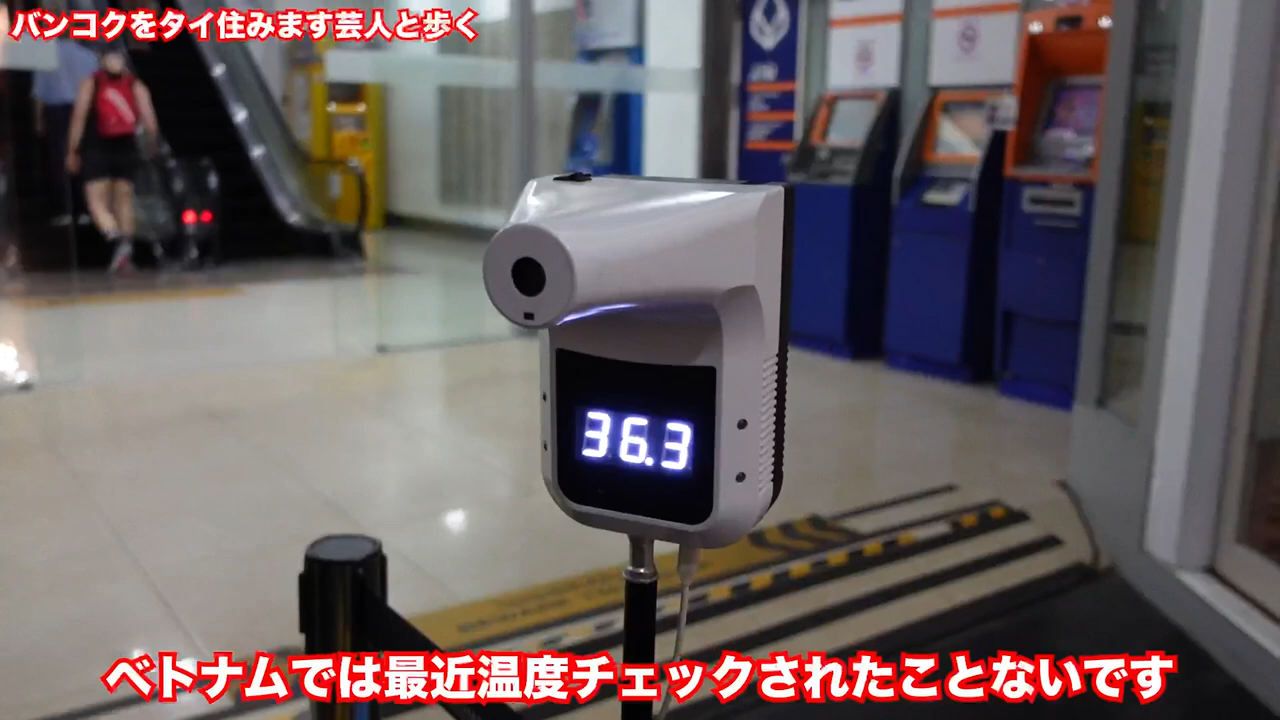 バンコクをタイ住みます芸人と歩く
36.3
ベトナムでは最近温度チェックされたことないです